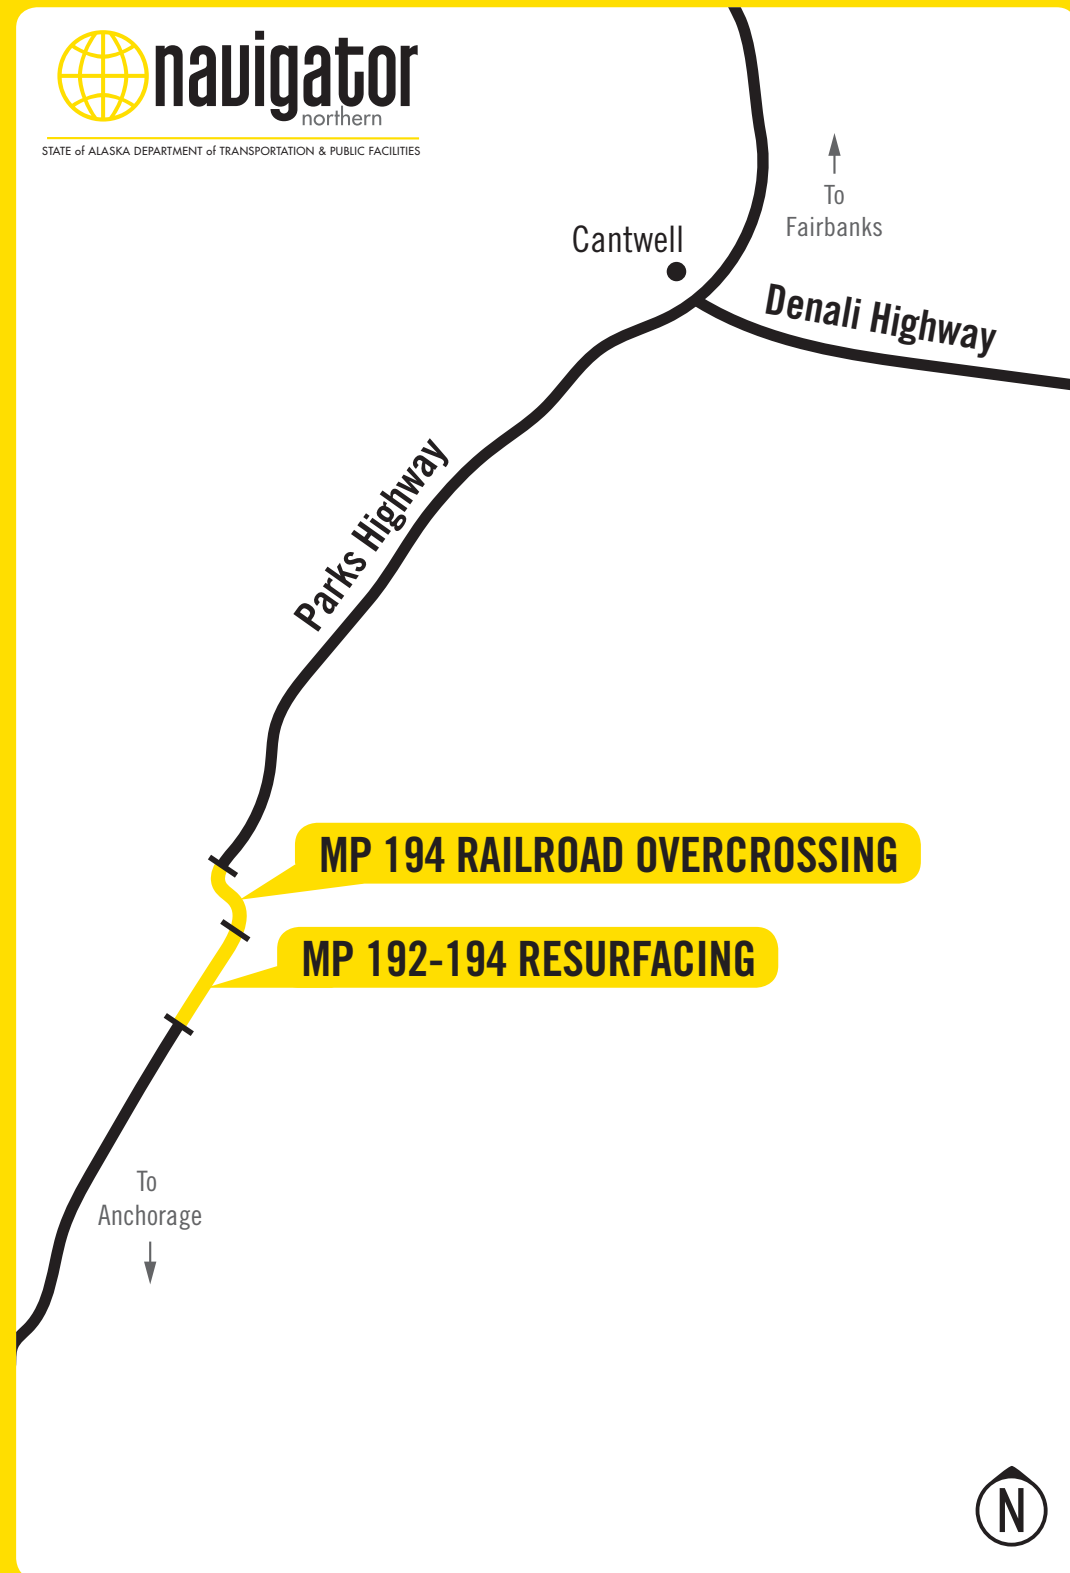 navigator
northern
STATE of ALASKA DEPARTMENT of TRANSPORTATION & PUBLIC FACILITIES
To
Fairbanks
Cantwell
Denali Highway
Parks Highway
MP 194 RAILROAD OVERCROSSING
MP 192-194 RESURFACING
To
Anchorage
N